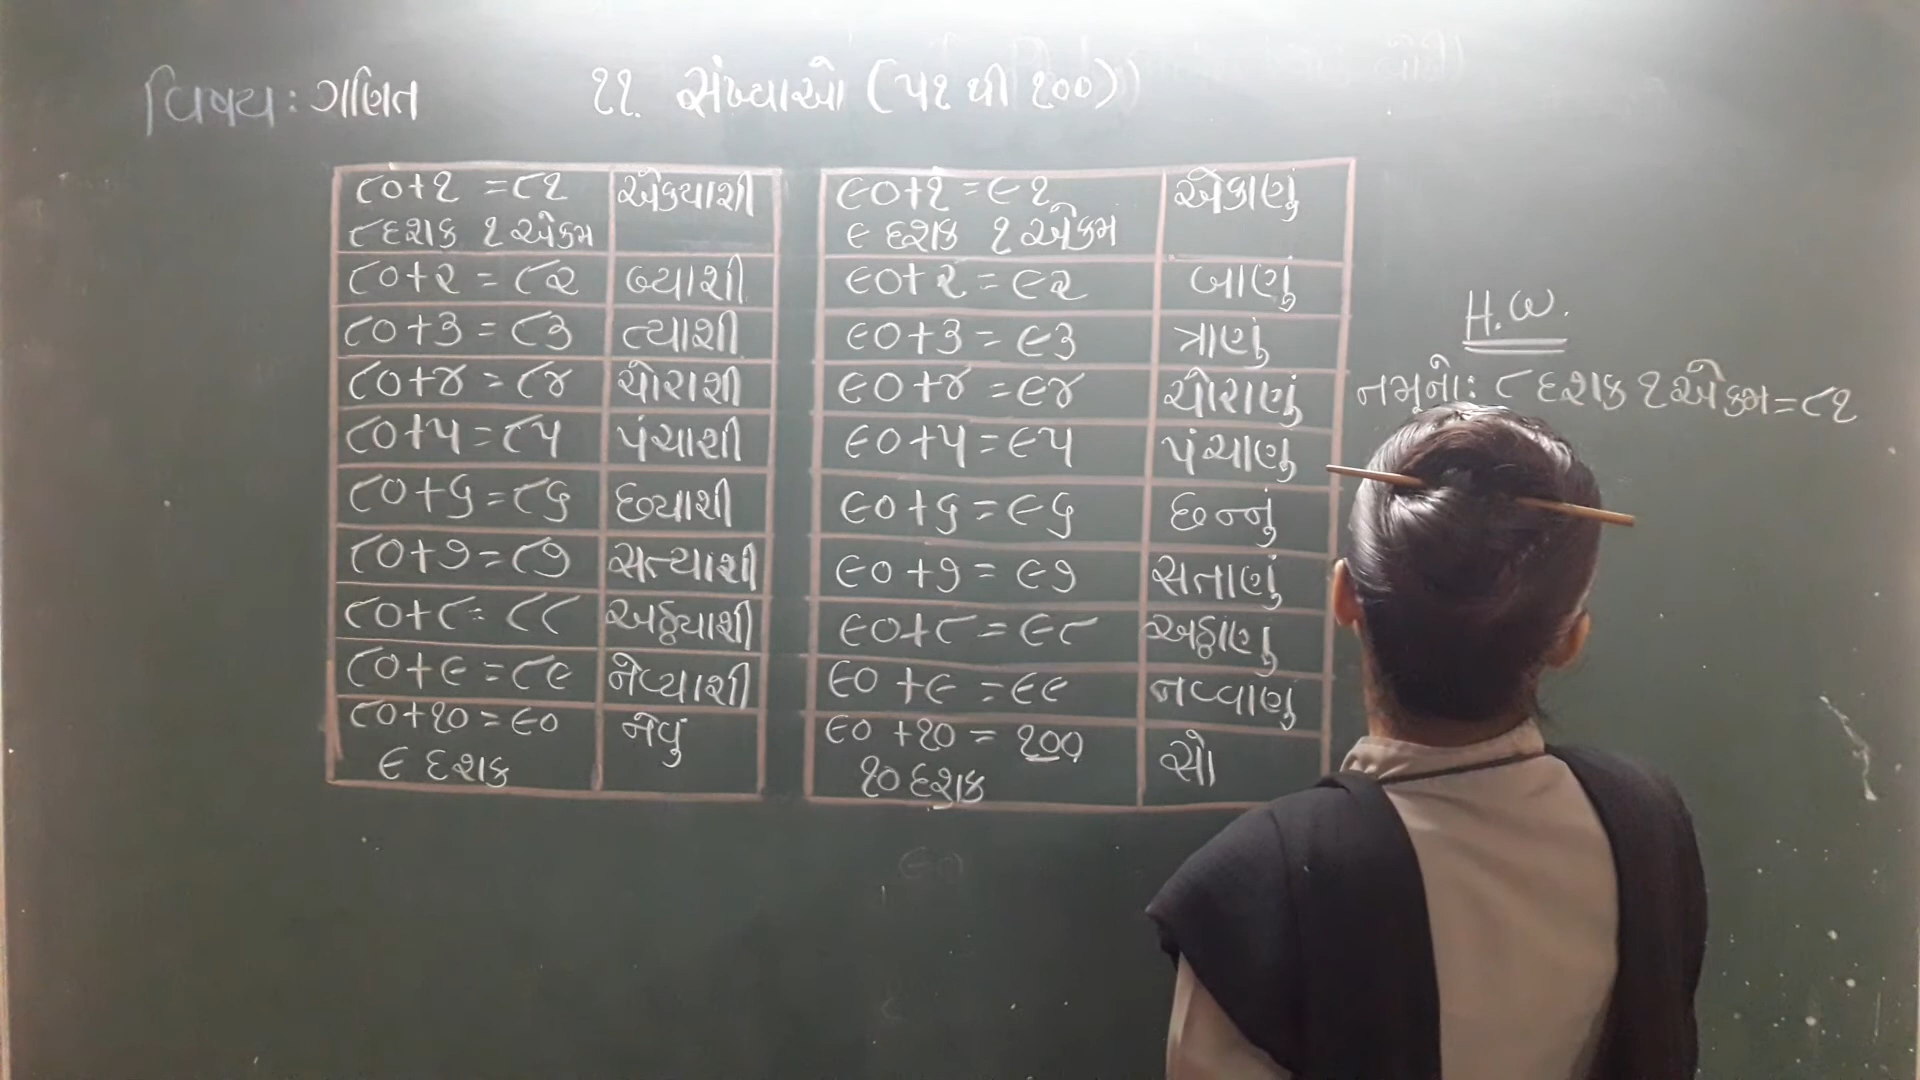 વિષય: ગણિત
૧૧. સંખ્યાઓ (૫૧ થી ૧૦૦)
૮૦+૧ =૮૧ એક્યાશી
૮ દશક ૧ એકમ
૮૦+૨ = ૮૨ બ્યાશી
૮૦+૩ = ૮૩ ત્યાશી
૮૦+૪ = ૮૪ ચોરાશી
૮૦+૫ = ૮૫ પંચાશી
૮૦+૬ = ૮૬ છયાશી
૮૦+૭ = ૮૭ સત્યાશી
૮૦+૮ = ૮૮ અઠ્ઠયાશી
૮૦+૯ = ૮૯ નેવ્યાશી
૮૦+૧૦ = ૯૦ નેવું
૯ દશક
૯૦+૧ = ૯૧ એકાણું
૯ દશક ૧ એકમ
૯૦+૨ = ૯૨ બાણું
૯૦+૩ = ૯૩ ત્રાણું
૯૦+૪ = ૯૪ ચોરાણું
૯૦+૫ = ૯૫ પંચાણું
૯૦+૬ = ૯૬ છન્નું
૯૦+૭ = ૯૭ સતાણું
૯૦+૮ = ૯૮ અઠ્ઠાણું
૯૦ +૯ = ૯૯ નવ્વાણું
૯૦ +૧૦ = ૧૦૦ સો
૧૦ દશક
H.W.
નમૂનો: ૮ દશક ૧ એકમ = ૮૧